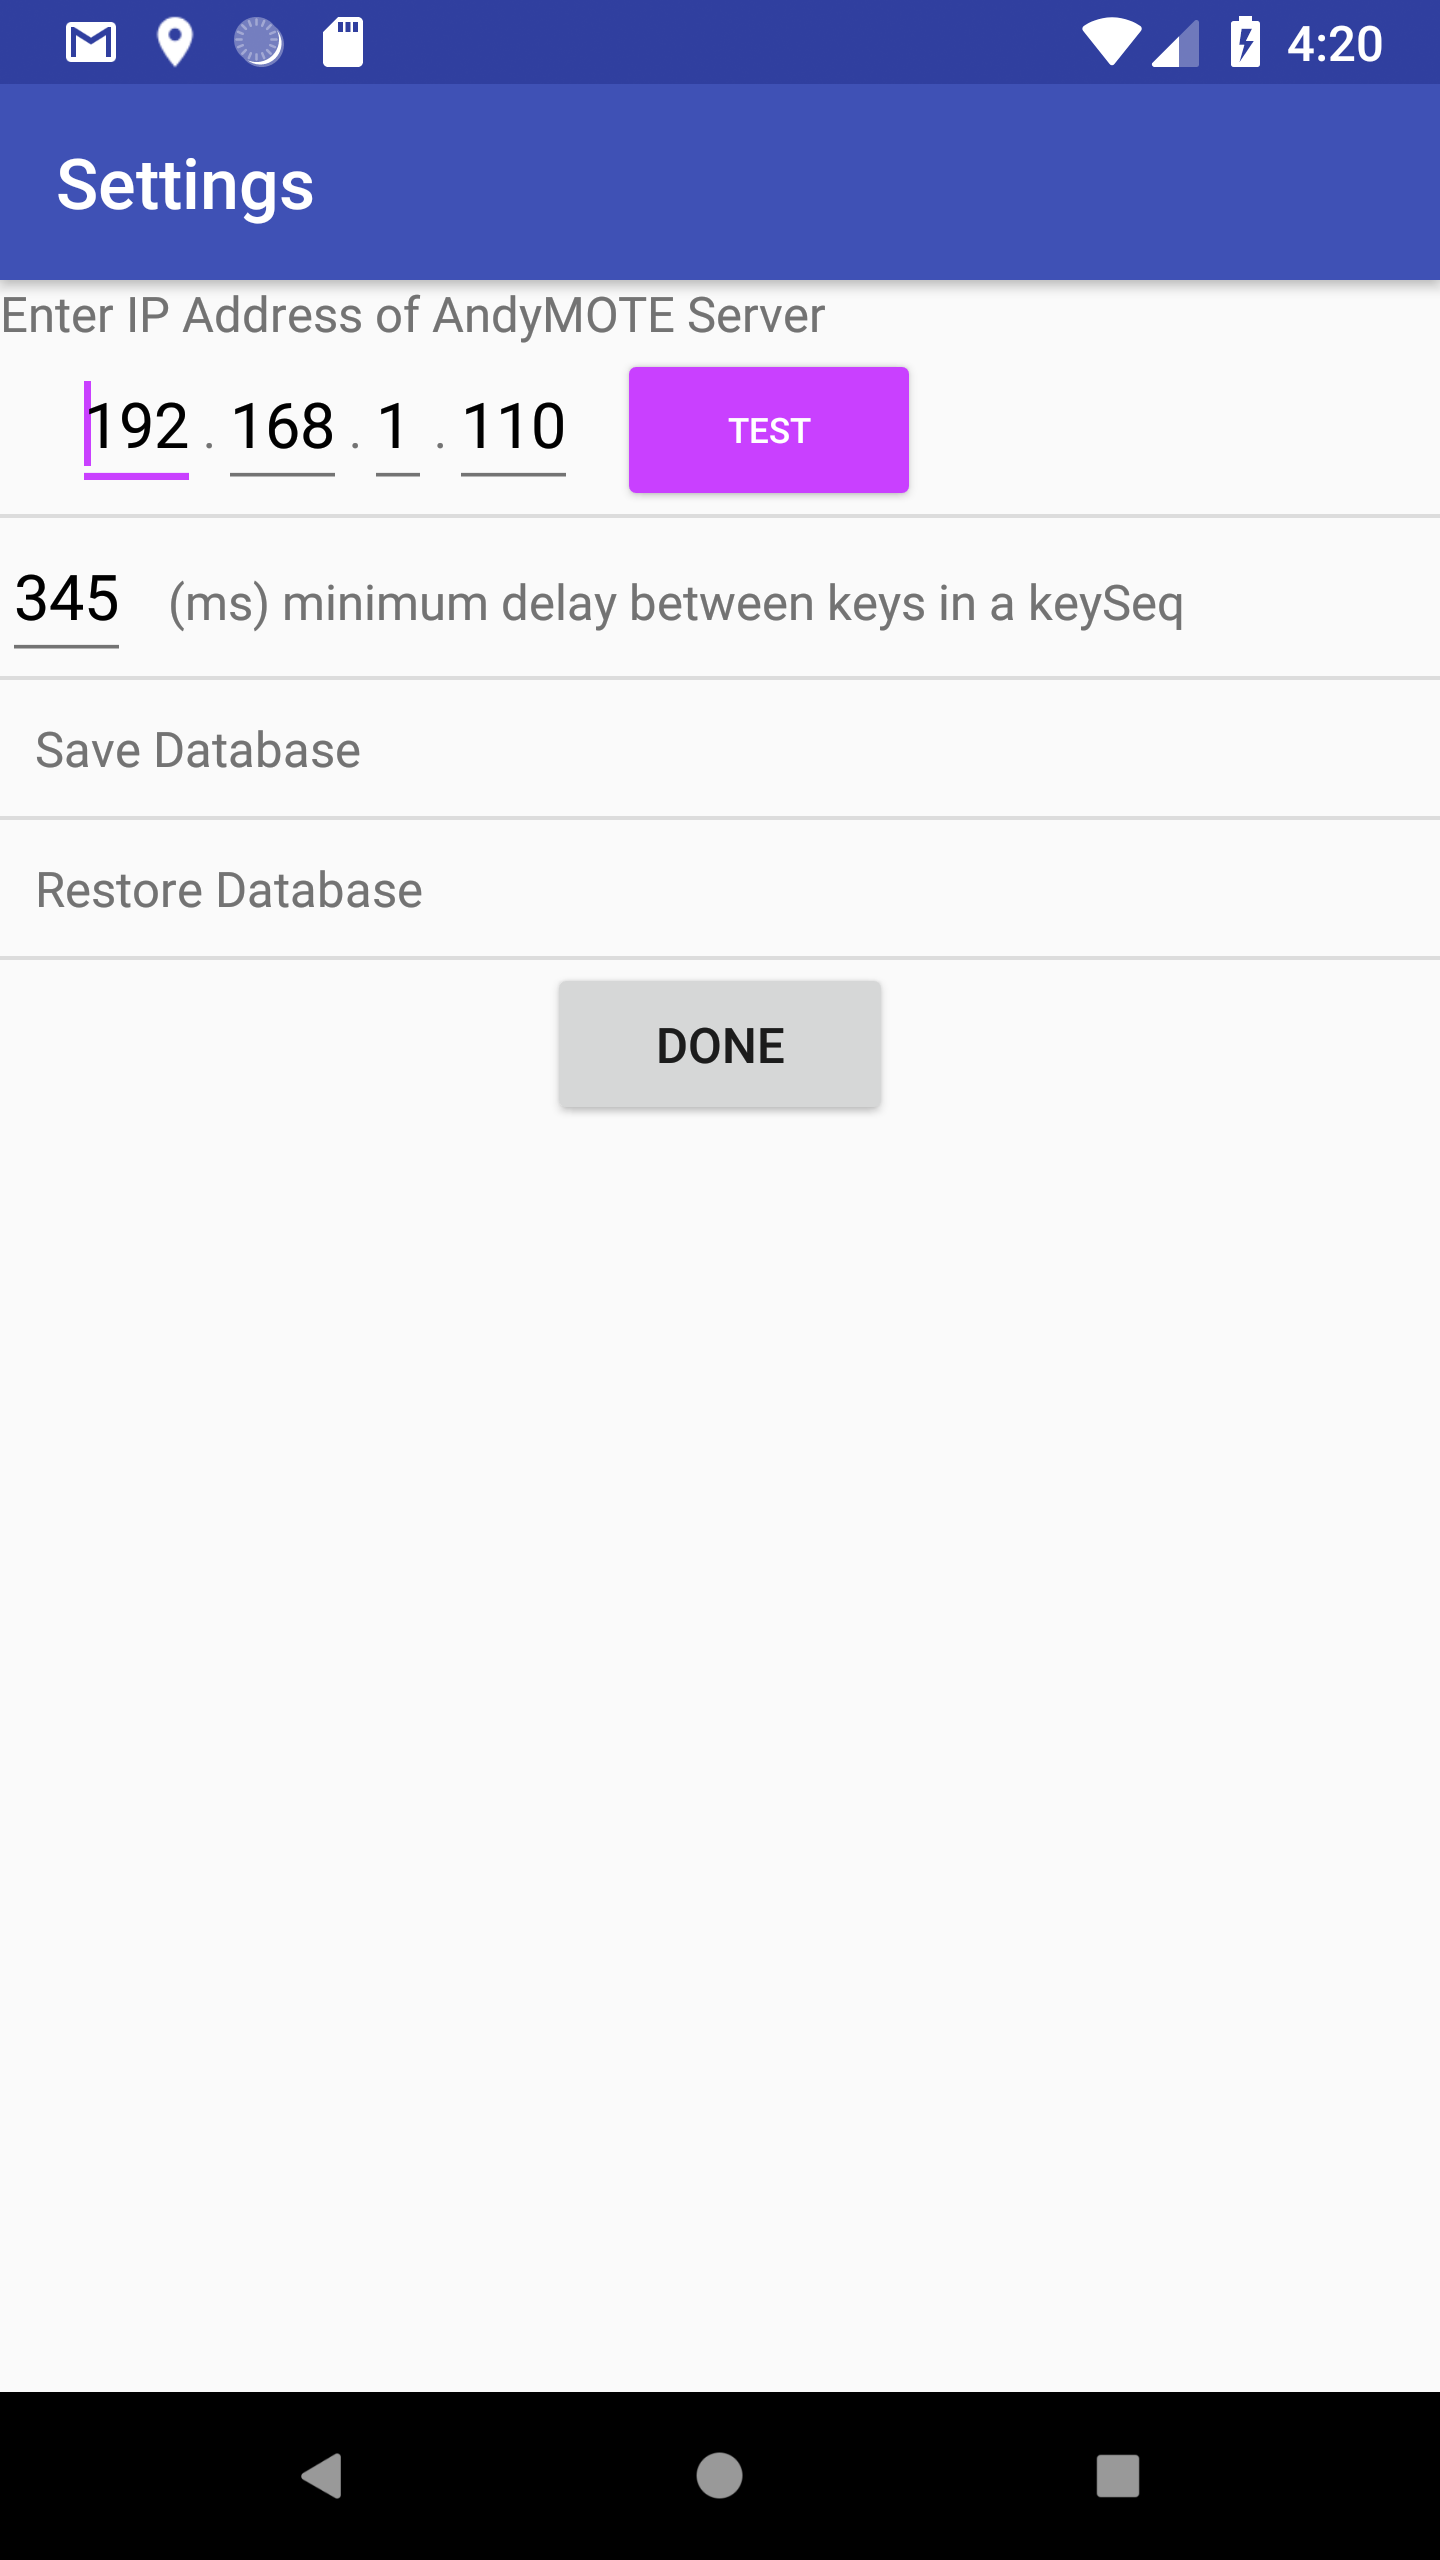 4:20
Settings
Enter IP Address of AndyMOTE Server
192 . 168 . 1 . 110 TEST
345 (ms) minimum delay between keys in a keySeq
Save Database
Restore Database
DONE